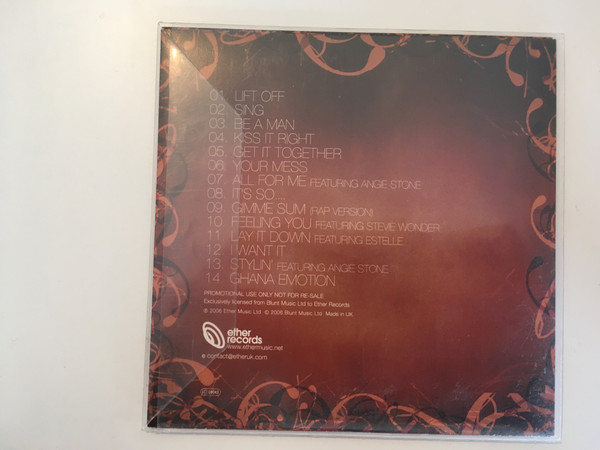 01 LIFT OFF
02 SING
03 BE A MAN
04 KISS IT RIGHT
05 GET IT TOGETHER
06 YOUR MESS
07 ALL FOR ME FEATURING ANGIE STONE
08 IT'S SO...
09 GIMME SUM (RAP VERSION)
10 FEELING YOU FEATURING STEVIE WONDER
11 LAY IT DOWN FEATURING ESTELLE
12 I WANT IT
13 STYLIN' FEATURING ANGIE STONE
14 GHANA EMOTION
PROMOTIONAL USE ONLY NOT FOR RE-SALE
Exclusively licensed from Blunt Music Ltd to Ether Records
℗ 2006 Ether Music Ltd © 2006 Blunt Music Ltd Made in UK
ether
records
www.ethermusic.net
e contact@etheruk.com